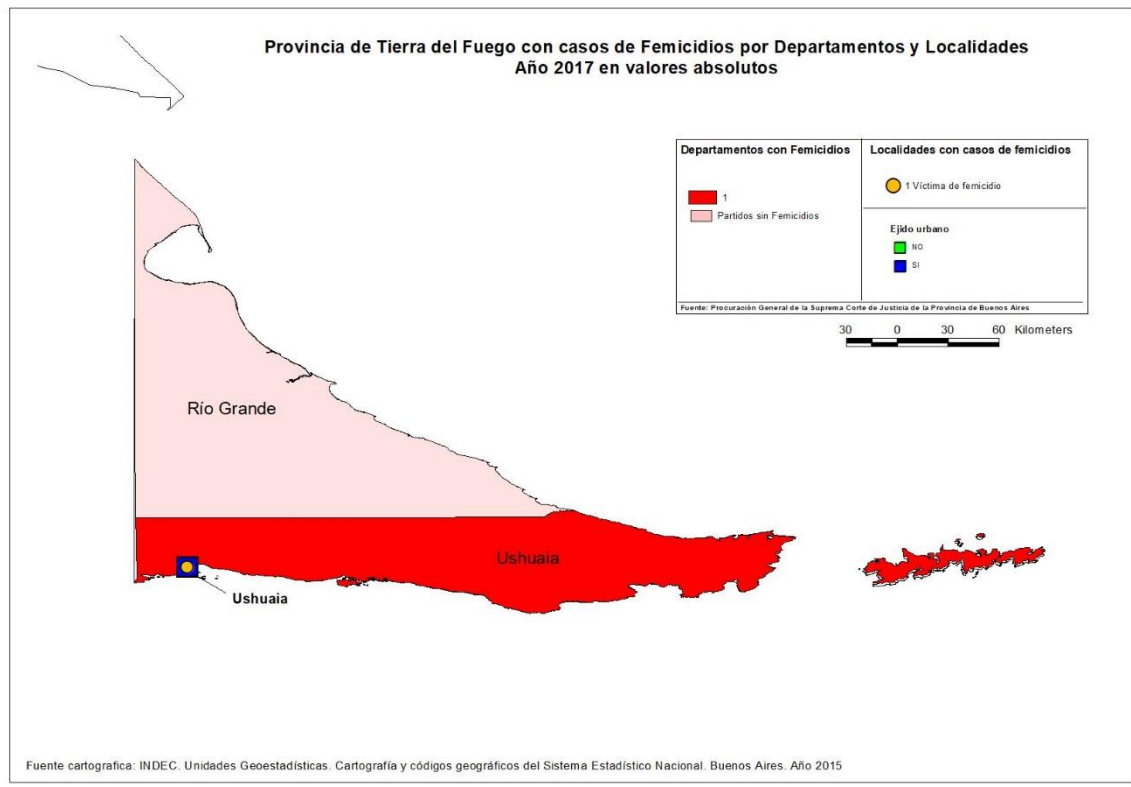 Provincia de Tierra del Fuego con casos de Femicidios por Departamentos y Localidades
Año 2017 en valores absolutos
Departamentos con Femicidios
1
Partidos sin Femicidios
Localidades con casos de femicidios
1 Víctima de femicidio
Ejido urbano
NO
SI
Fuente: Procuración General de la Suprema Corte de Justicia de la Provincia de Buenos Aires
30 0 30 60 Kilometers
Río Grande
Ushuaia
Ushuaia
Fuente cartografica: INDEC. Unidades Geoestadísticas. Cartografía y códigos geográficos del Sistema Estadístico Nacional. Buenos Aires. Año 2015